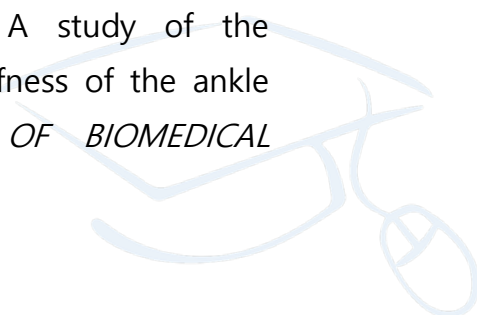 A study of the
fness of the ankle
OF BIOMEDICAL